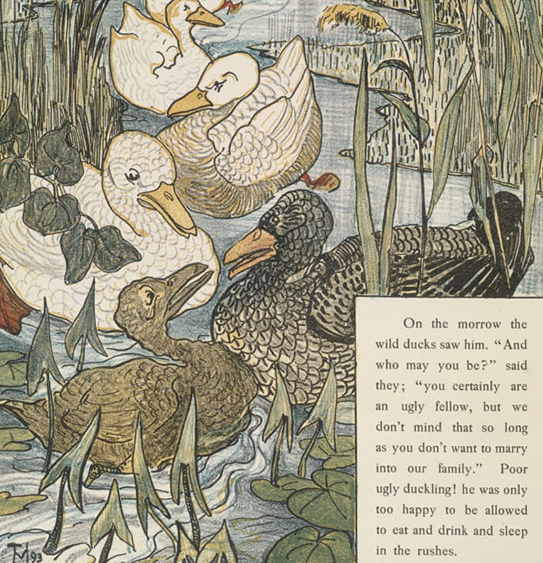 On the morrow the
wild ducks saw him. "And
who may you be?" said
they; "you certainly are
an ugly fellow, but we
don't mind that so long
as you don't want to marry
into our family." Poor
ugly duckling! he was only
too happy to be allowed
to eat and drink and sleep
in the rushes.
TM 93